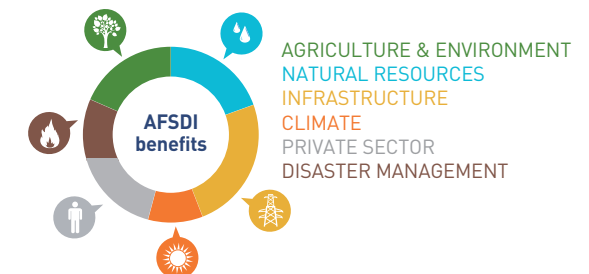 AFSDI
benefits
AGRICULTURE & ENVIRONMENT
NATURAL RESOURCES
INFRASTRUCTURE
CLIMATE
PRIVATE SECTOR
DISASTER MANAGEMENT